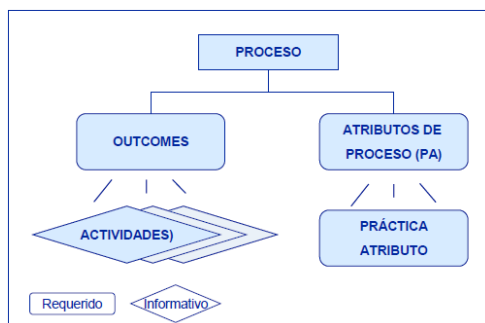 PROCESO
OUTCOMES
ATRIBUTOS DE
PROCESO (PA)
ACTIVIDADES)
PRÁCTICA
ATRIBUTO
Requerido
Informativo